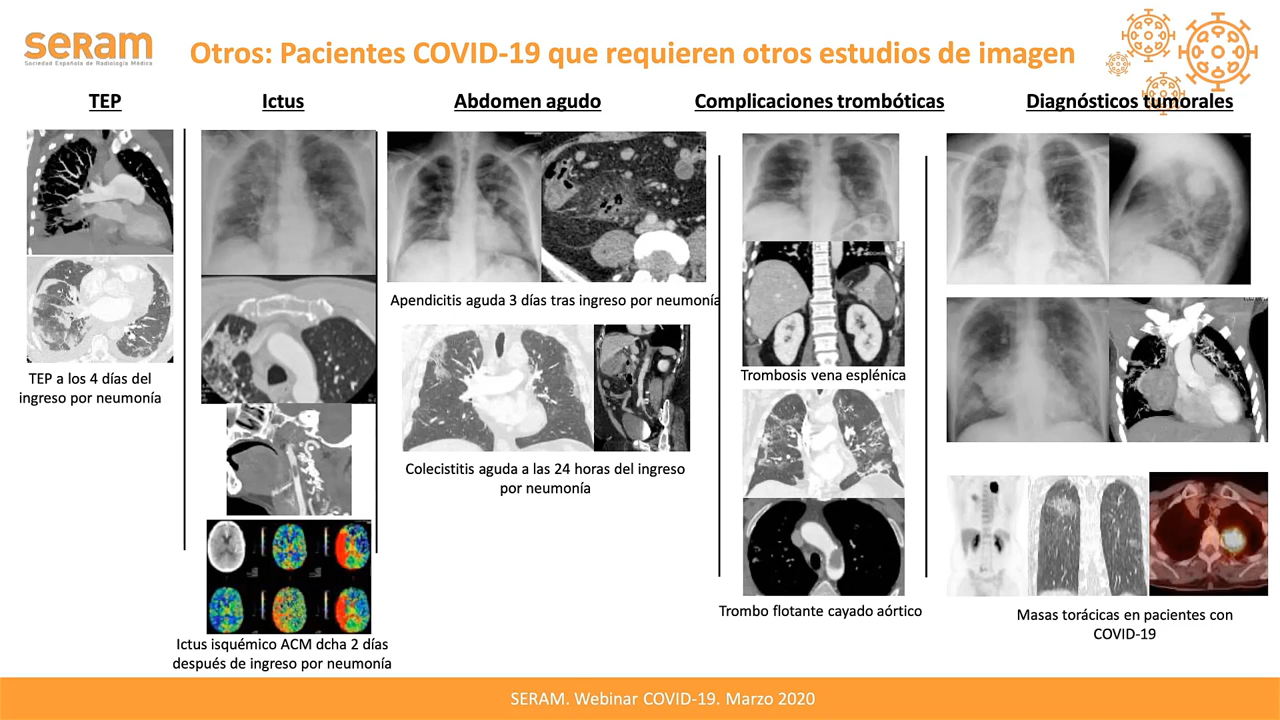 seram
Sociedad Española de Radiología Médica
Otros: Pacientes COVID-19 que requieren otros estudios de imagen
TEP
TEP a los 4 días del
ingreso por neumonía
Ictus
Ictus isquémico ACM dcha 2 días
después de ingreso por neumonía
Abdomen agudo
Apendicitis aguda 3 días tras ingreso por neumonía
Colecistitis aguda a las 24 horas del ingreso
por neumonía
Complicaciones trombóticas
Trombosis vena esplénica
Trombo flotante cayado aórtico
Diagnósticos tumorales
Masas torácicas en pacientes con
COVID-19
SERAM. Webinar COVID-19. Marzo 2020